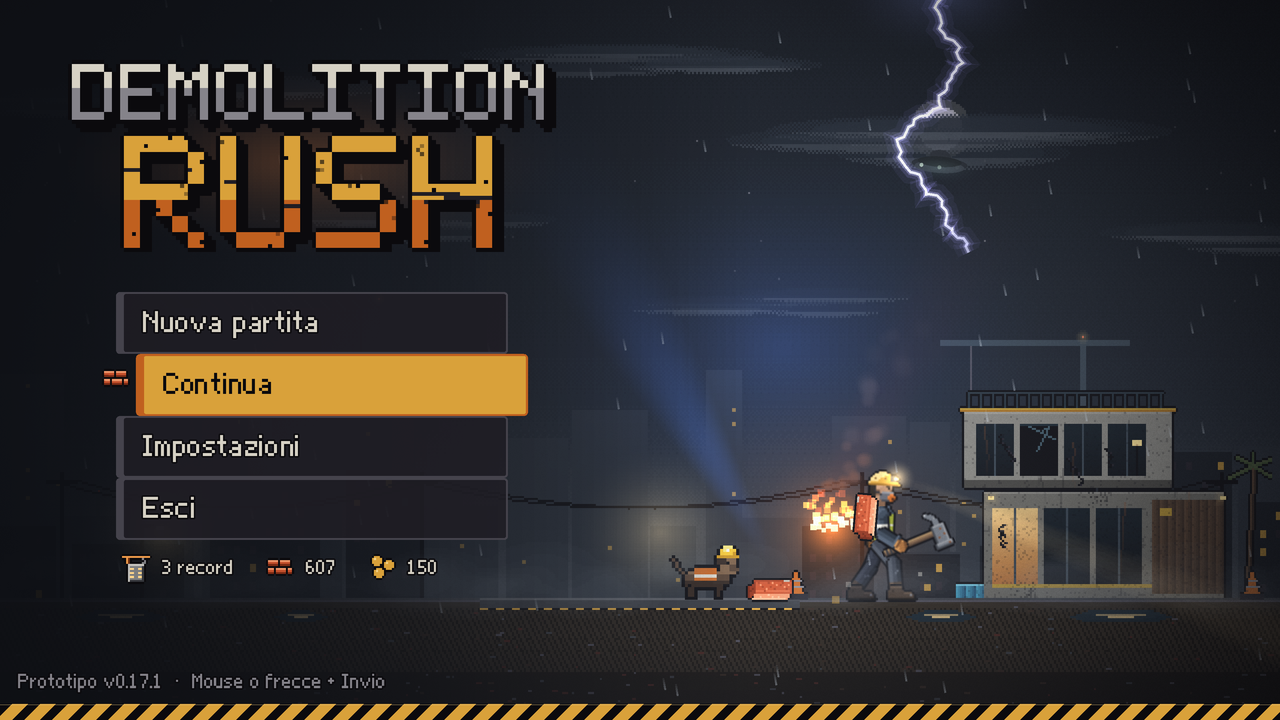 DEMOLITION
RUSH
Nuova partita
Continua
Impostazioni
Esci
3 record · 607 150
Prototipo v0.17.1 · Mouse o frecce + Invio